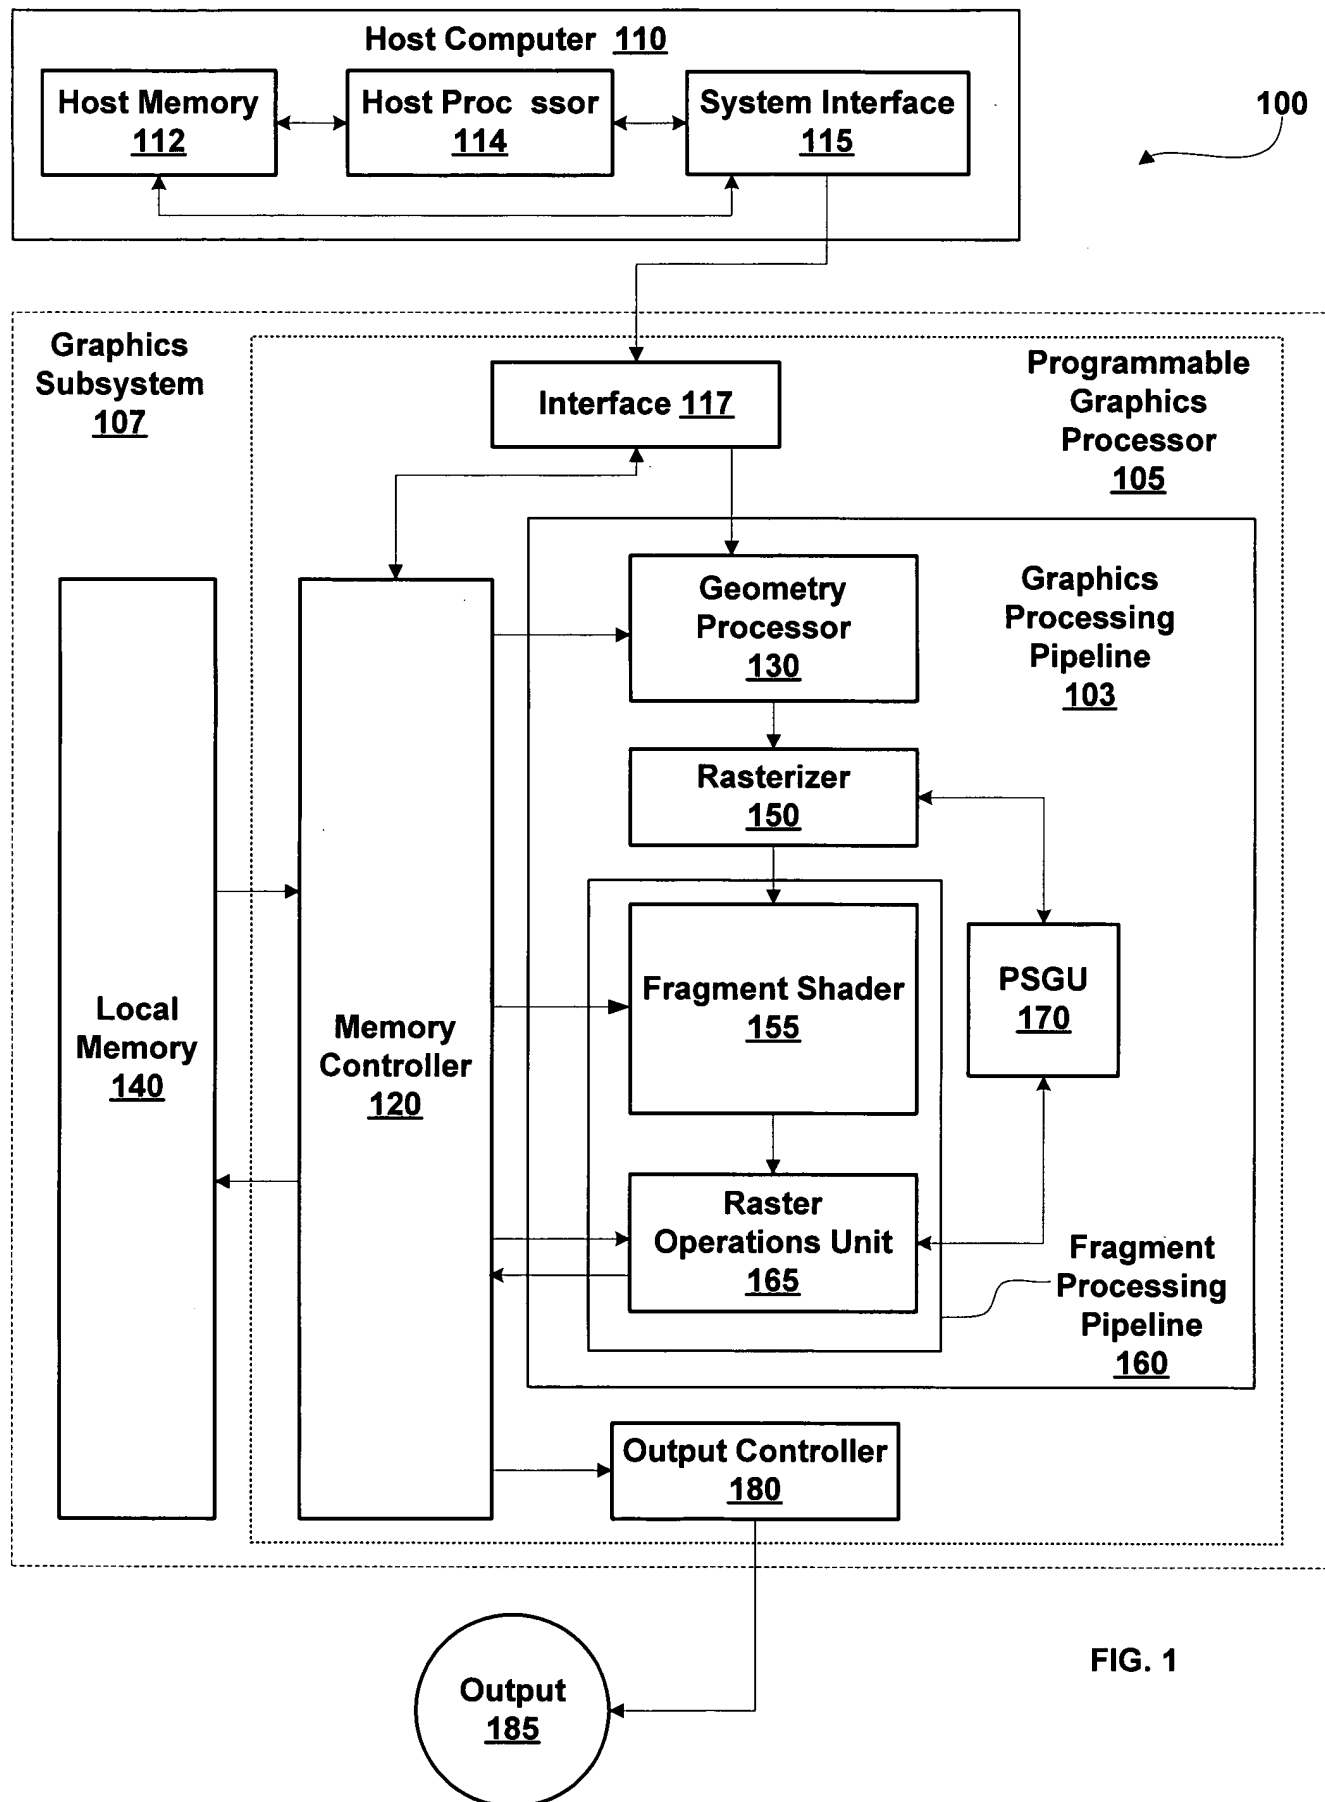 Host Computer 110
Host Memory
112
Host Proc ssor
114
System Interface
115
100
Graphics
Subsystem
107
Interface 117
Programmable
Graphics
Processor
105
Geometry
Processor
130
Graphics
Processing
Pipeline
103
Rasterizer
150
Fragment Shader
155
PSGU
170
Local
Memory
140
Memory
Controller
120
Raster
Operations Unit
165
Fragment
Processing
Pipeline
160
Output Controller
180
Output
185
FIG. 1